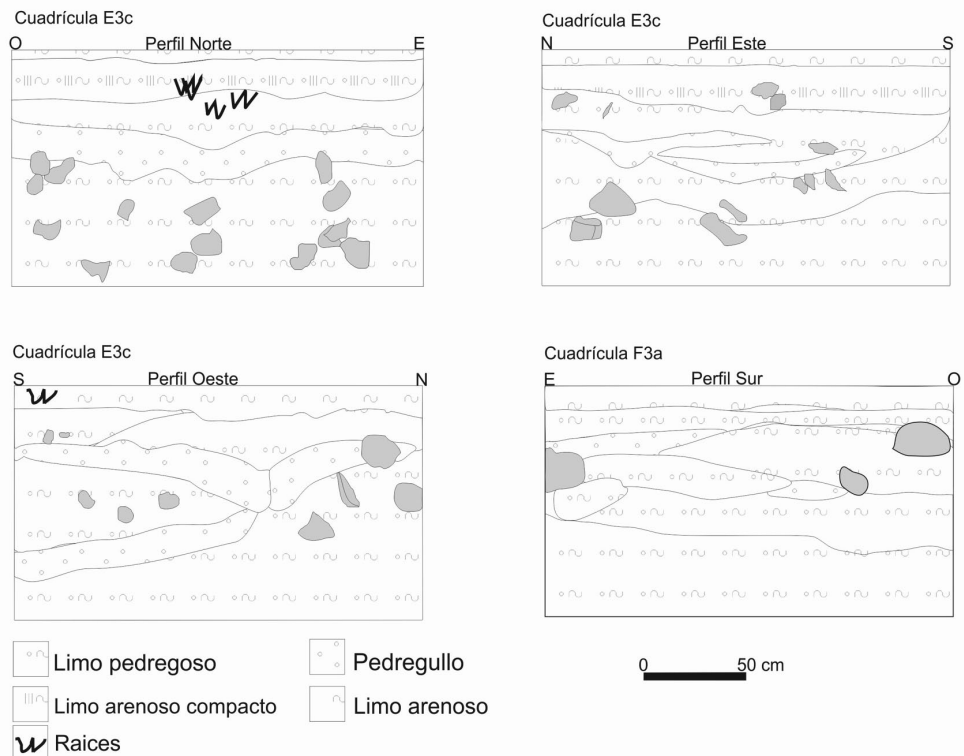 Cuadrícula E3c
O Perfil Norte E
Cuadrícula E3c
N Perfil Este S
Cuadrícula E3c
S Perfil Oeste N
Cuadrícula F3a
E Perfil Sur O
Limo pedregoso
Pedregullo
Limo arenoso compacto
Limo arenoso
Raices
0 50 cm